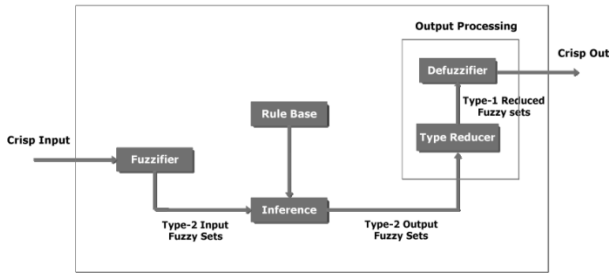 Output Processing
Crisp Out
Defuzzifier
Type-1 Reduced
Fuzzy sets
Rule Base
Type Reducer
Crisp Input
Fuzzifier
Inference
Type-2 Input
Fuzzy Sets
Type-2 Output
Fuzzy Sets